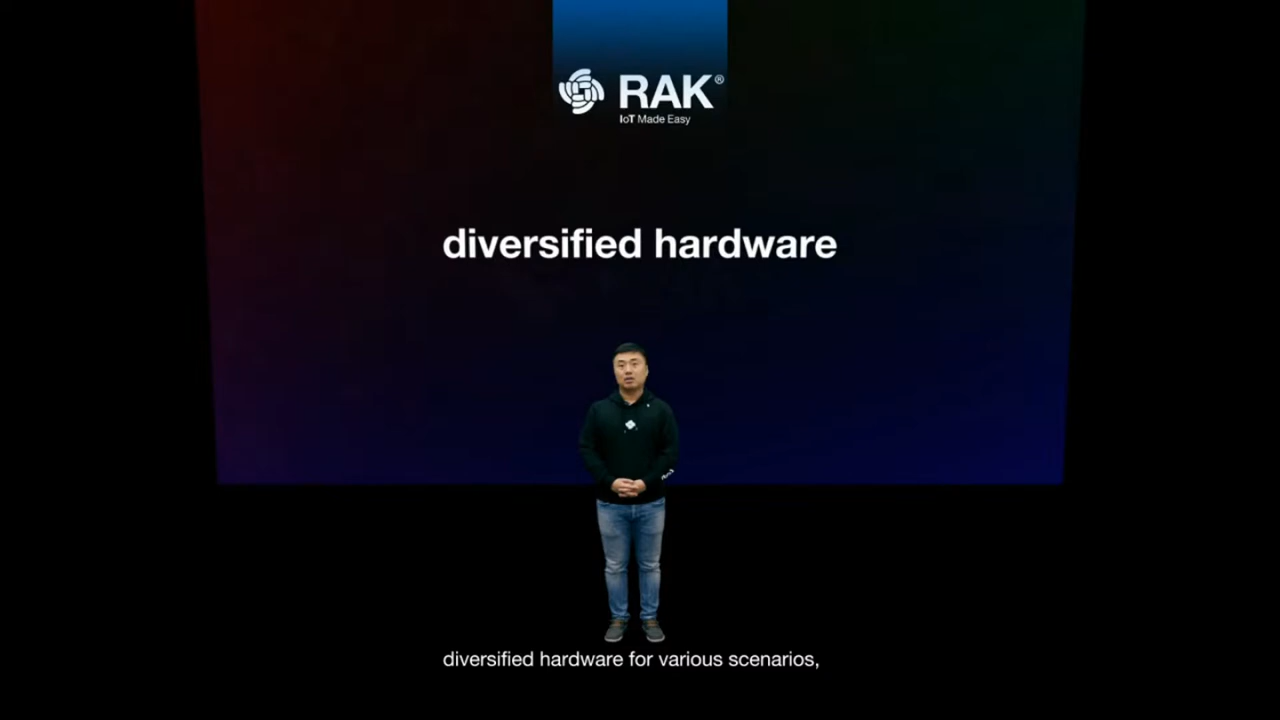 RAK®
IoT Made Easy
diversified hardware
diversified hardware for various scenarios,